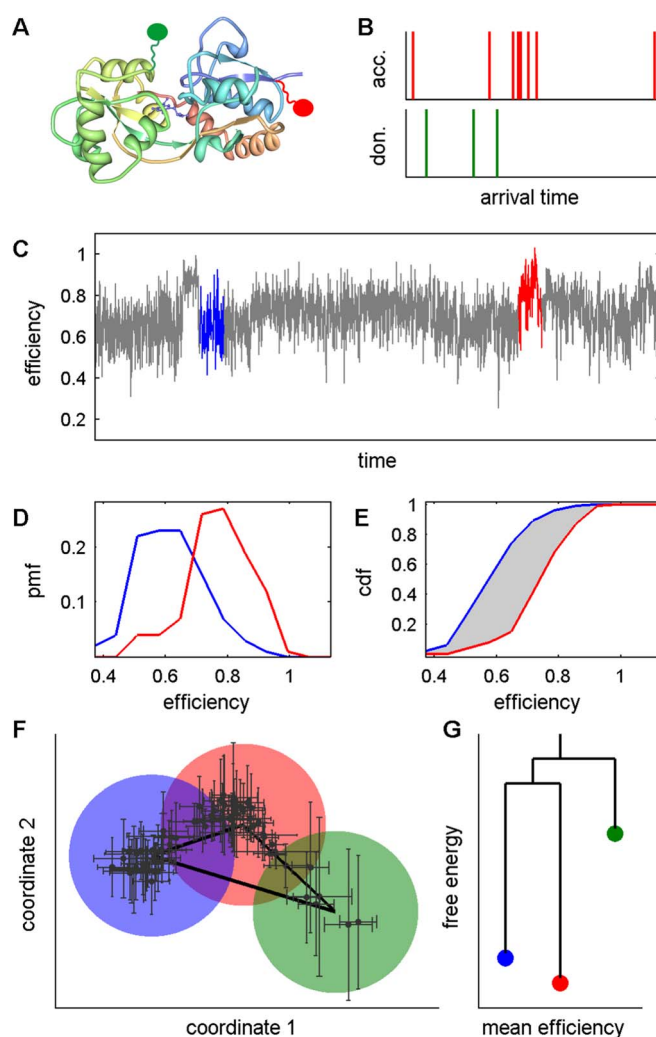 A
B
acc.
don.
arrival time
C
1
0.8
0.6
0.4
0.2
efficiency
time
D
0.2
0.1
pmf
0.4 0.6 0.8 1
efficiency
E
1
0.8
0.6
0.4
0.2
cdf
0.4 0.6 0.8 1
efficiency
F
coordinate 2
coordinate 1
G
free energy
mean efficiency